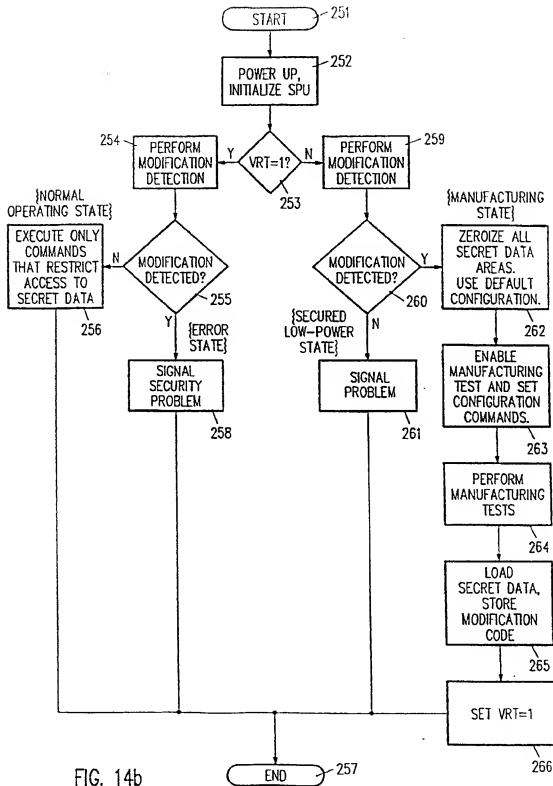 START
251
252
POWER UP,
INITIALIZE SPU
254
PERFORM
MODIFICATION
DETECTION
Y
VRT=1?
N
253
259
PERFORM
MODIFICATION
DETECTION
{NORMAL
OPERATING STATE}
EXECUTE ONLY
COMMANDS
THAT RESTRICT
ACCESS TO
SECRET DATA
256
N
MODIFICATION
DETECTED?
255
Y
{ERROR
STATE}
SIGNAL
SECURITY
PROBLEM
258
MODIFICATION
DETECTED?
260
Y
N
{SECURED
LOW-POWER
STATE}
SIGNAL
PROBLEM
261
{MANUFACTURING
STATE}
ZEROIZE ALL
SECRET DATA
AREAS.
USE DEFAULT
CONFIGURATION.
262
ENABLE
MANUFACTURING
TEST AND SET
CONFIGURATION
COMMANDS.
263
PERFORM
MANUFACTURING
TESTS
264
LOAD
SECRET DATA,
STORE
MODIFICATION
CODE
265
SET VRT=1
266
END
257
FIG. 14b